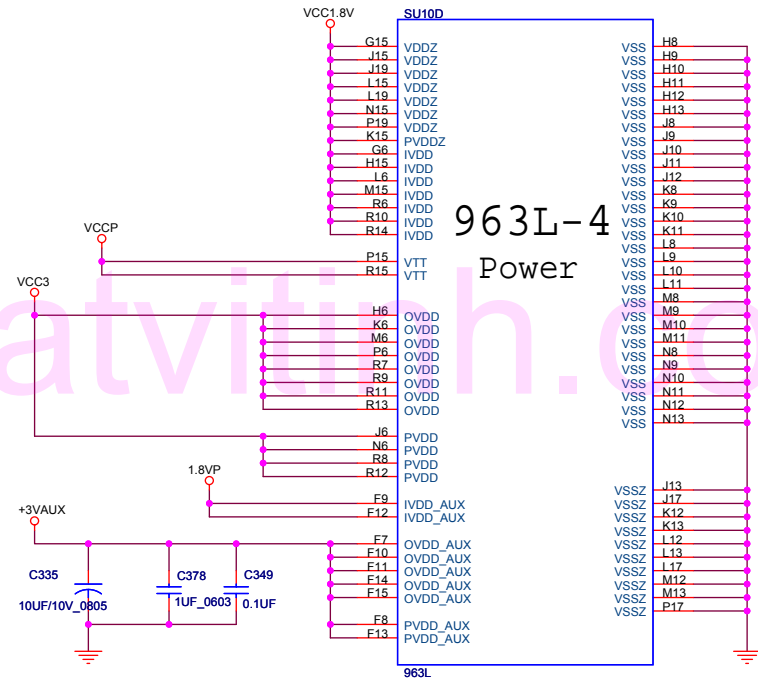 VCC1.8V
SU10D
G15 VDDZ VSS H8
J15 VDDZ VSS H9
J19 VDDZ VSS H10
L15 VDDZ VSS H11
L19 VDDZ VSS H12
N15 VDDZ VSS H13
P19 VDDZ VSS J8
K15 PVDDZ VSS J9
G6 IVDD VSS J10
H15 IVDD VSS J11
L6 IVDD VSS J12
M15 IVDD VSS K8
R6 IVDD VSS K9
R10 IVDD VSS K10
R14 IVDD VSS K11
963L-4
VCCP
VSS L8
P15 VTT VSS L9
R15 VTT VSS L10
Power
VCC3
VSS L11
VSS M8
H6 OVDD VSS M9
K6 OVDD VSS M10
M6 OVDD VSS M11
P6 OVDD VSS N8
R7 OVDD VSS N9
R9 OVDD VSS N10
R11 OVDD VSS N11
R13 OVDD VSS N12
VSS N13
atvitinh.co
J6 PVDD
N6 PVDD
R8 PVDD
R12 PVDD
1.8VP
VSSZ J13
F9 IVDD_AUX VSSZ J17
F12 IVDD_AUX VSSZ K12
+3VAUX
VSSZ K13
F7 OVDD_AUX VSSZ L12
F10 OVDD_AUX VSSZ L13
F11 OVDD_AUX VSSZ L17
F14 OVDD_AUX VSSZ M12
F15 OVDD_AUX VSSZ M13
VSSZ P17
F8 PVDD_AUX
F13 PVDD_AUX
C335
10UF/10V_0805
C378
1UF_0603
C349
0.1UF
963L